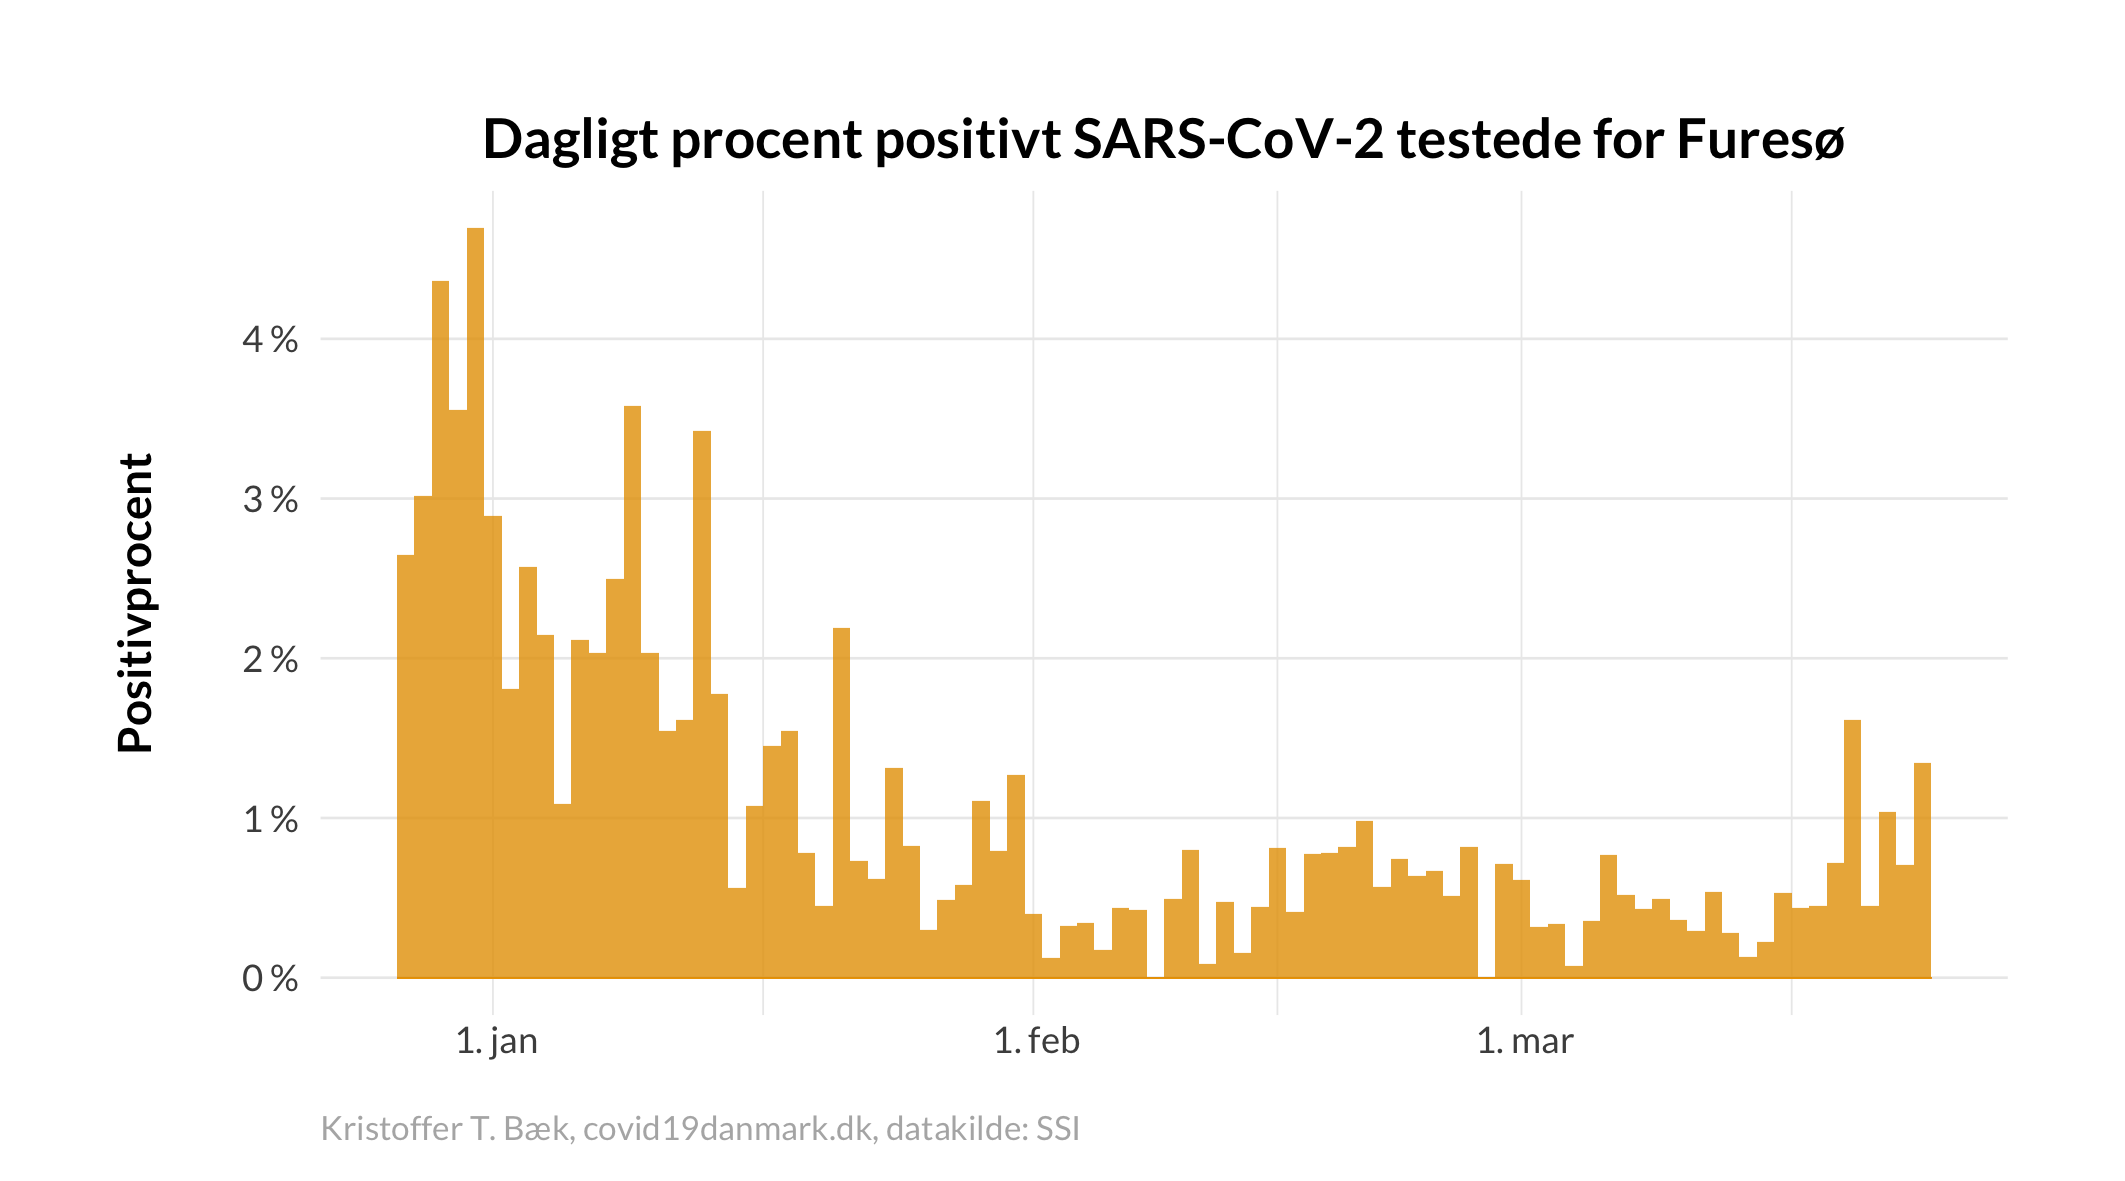 Dagligt procent positivt SARS-CoV-2 testede for Furesø
Positivprocent
4 %
3 %
2 %
1 %
0 %
1. jan
1. feb
1. mar
Kristoffer T. Bæk, covid19danmark.dk, datakilde: SSI